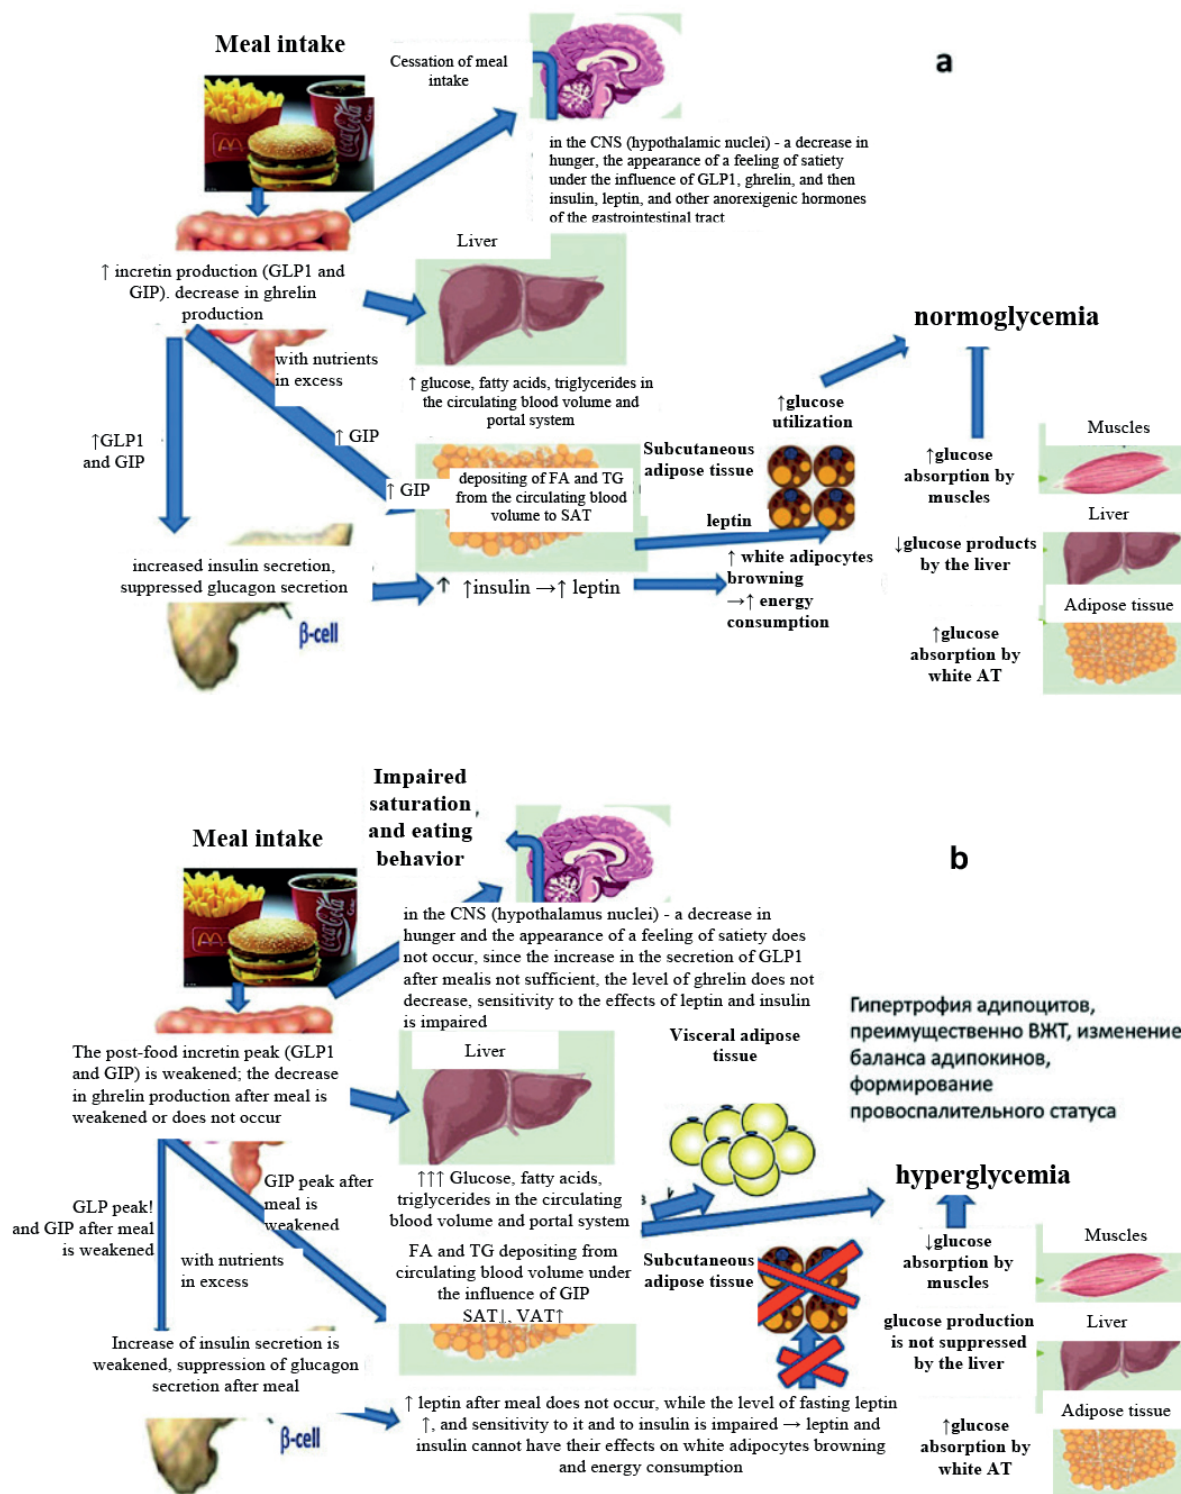 Meal intake
Cessation of meal
intake
a
Coca-Cola
in the CNS (hypothalamic nuclei) - a decrease in
hunger, the appearance of a feeling of satiety
under the influence of GLP1, ghrelin, and then
insulin, leptin, and other anorexigenic hormones
of the gastrointestinal tract
Liver
↑ incretin production (GLP1 and
GIP). decrease in ghrelin
production
normoglycemia
with nutrients
in excess
↑ glucose, fatty acids, triglycerides in
the circulating blood volume and
portal system
↑glucose
utilization
↑GLP1
and GIP
↑ GIP
Subcutaneous
adipose tissue
Muscles
↑glucose
absorption by
muscles
↑ GIP
depositing of FA and TG
from the circulating blood
volume to SAT
leptin
Liver
↓glucose products
by the liver
increased insulin secretion,
suppressed glucagon secretion
↑ ↑insulin →↑ leptin
↑ white adipocytes
browning
→↑ energy
consumption
Adipose tissue
↑glucose
absorption by
white AT
β-cell
Impaired
saturation
and eating
behavior
Meal intake
b
Coca-Cola
in the CNS (hypothalamus nuclei) - a decrease in
hunger and the appearance of a feeling of satiety does
not occur, since the increase in the secretion of GLP1
after mealis not sufficient, the level of ghrelin does not
decrease, sensitivity to the effects of leptin and insulin
is impaired
Гипертрофия адипоцитов,
преимущественно ВЖТ, изменение
баланса адипокинов,
формирование
провоспалительного статуса
Visceral adipose
tissue
Liver
The post-food incretin peak (GLP1
and GIP) is weakened; the decrease
in ghrelin production after meal is
weakened or does not occur
hyperglycemia
↑↑↑ Glucose, fatty acids,
triglycerides in the circulating
blood volume and portal system
GIP peak after
meal is
weakened
GLP peak!
and GIP after meal
is weakened
with nutrients
in excess
FA and TG depositing from
circulating blood volume under
the influence of GIP
SAT↓, VAT↑
Subcutaneous
adipose tissue
↓glucose
absorption by
muscles
Muscles
glucose production
is not suppressed
by the liver
Liver
Increase of insulin secretion is
weakened, suppression of glucagon
secretion after meal
↑ leptin after meal does not occur, while the level of fasting leptin
↑, and sensitivity to it and to insulin is impaired → leptin and
insulin cannot have their effects on white adipocytes browning
and energy consumption
Adipose tissue
↑glucose
absorption by
white AT
β-cell